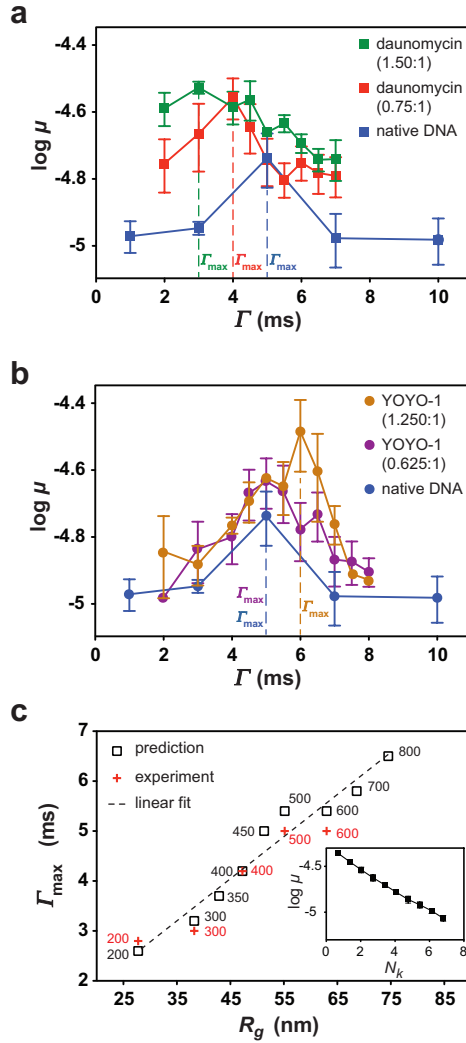 a
-4.4
-4.6
-4.8
-5
log μ
daunomycin
(1.50:1)
daunomycin
(0.75:1)
native DNA
Γmax
Γmax
Γmax
0 2 4 6 8 10
Γ (ms)
b
-4.4
-4.6
-4.8
-5
log μ
YOYO-1
(1.250:1)
YOYO-1
(0.625:1)
native DNA
Γmax
Γmax
Γmax
0 2 4 6 8 10
Γ (ms)
c
7
6
5
4
3
2
1
Γmax (ms)
prediction
experiment
linear fit
800
700
500
600
450
500
600
400
400
350
300
300
200
200
log μ
-4.5
-5
0 2 4 6 8
Nk
25 35 45 55 65 75 85
Rg (nm)